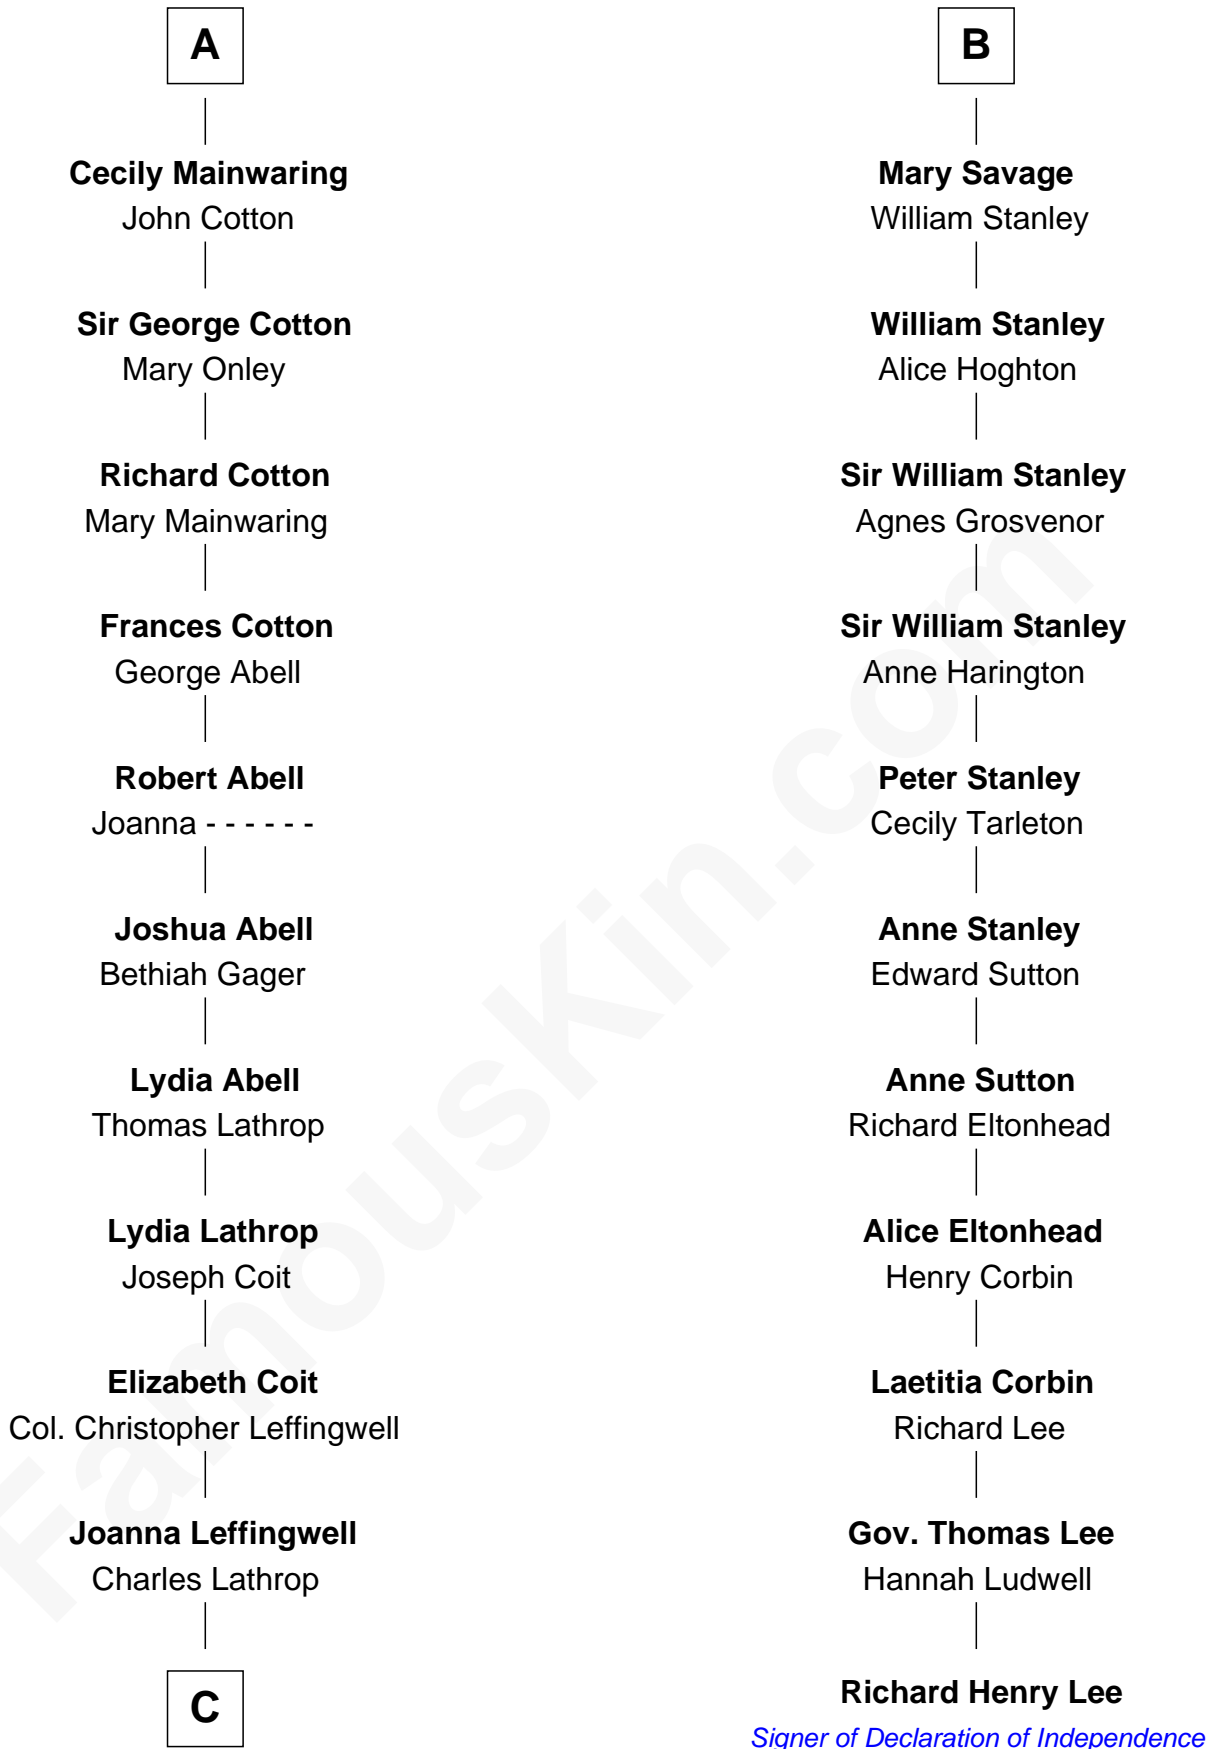 A
Cecily Mainwaring
John Cotton
Sir George Cotton
Mary Onley
Richard Cotton
Mary Mainwaring
Frances Cotton
George Abell
Robert Abell
Joanna - - - - - -
Joshua Abell
Bethiah Gager
Lydia Abell
Thomas Lathrop
Lydia Lathrop
Joseph Coit
Elizabeth Coit
Col. Christopher Leffingwell
Joanna Leffingwell
Charles Lathrop
C
B
Mary Savage
William Stanley
William Stanley
Alice Hoghton
Sir William Stanley
Agnes Grosvenor
Sir William Stanley
Anne Harington
Peter Stanley
Cecily Tarleton
Anne Stanley
Edward Sutton
Anne Sutton
Richard Eltonhead
Alice Eltonhead
Henry Corbin
Laetitia Corbin
Richard Lee
Gov. Thomas Lee
Hannah Ludwell
Richard Henry Lee
Signer of Declaration of Independence
FamousKin.com